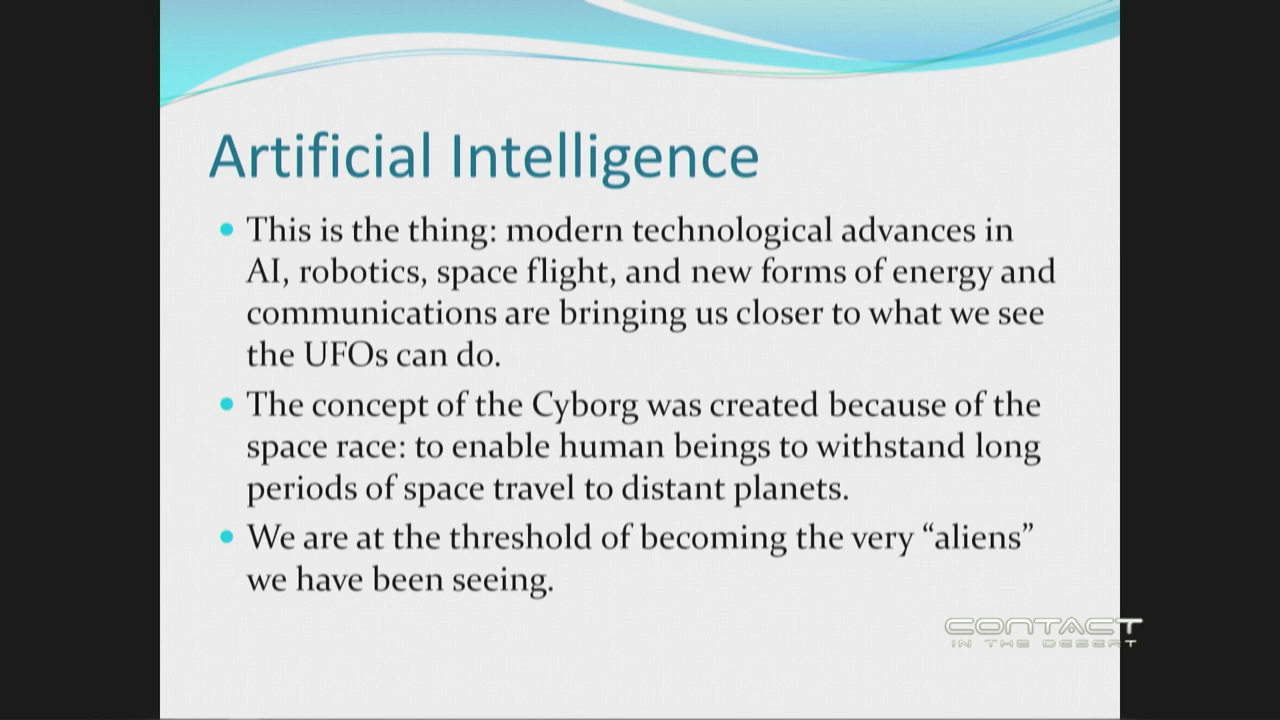 Artificial Intelligence
This is the thing: modern technological advances in
AI, robotics, space flight, and new forms of energy and
communications are bringing us closer to what we see
the UFOs can do.
The concept of the Cyborg was created because of the
space race: to enable human beings to withstand long
periods of space travel to distant planets.
We are at the threshold of becoming the very “aliens”
we have been seeing.
CONTACT
IN THE DESERT